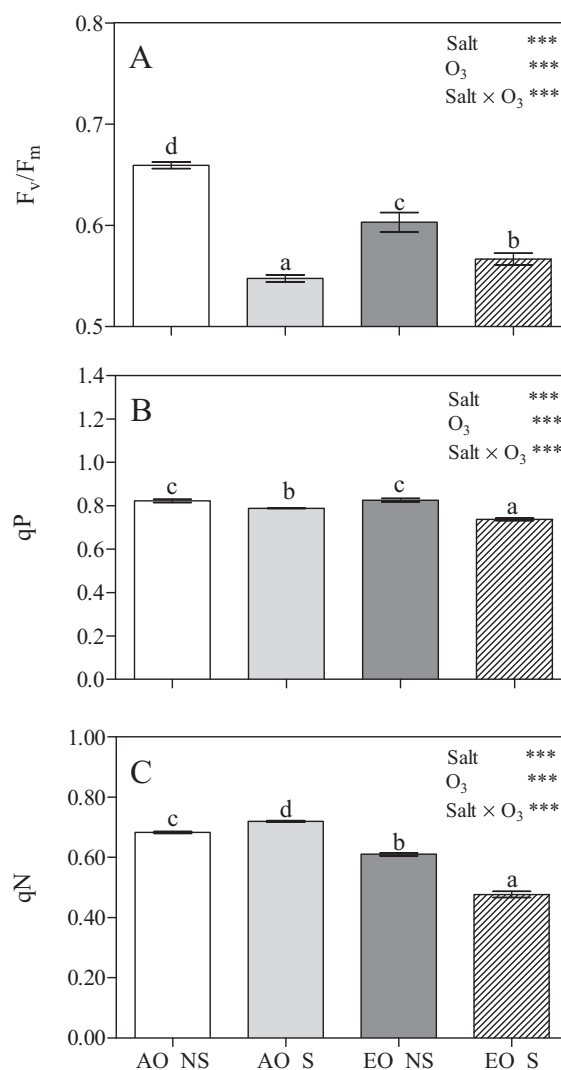 0.8
A
Salt ***
O₃ ***
Salt × O₃ ***
0.7
d
Fᵥ/Fₘ
c
0.6
b
a
0.5
1.4
B
Salt ***
O₃ ***
Salt × O₃ ***
1.2
1.0
c b c a
0.8
qP
0.6
0.4
0.2
0.0
1.00
C
Salt ***
O₃ ***
Salt × O₃ ***
0.80
c d b a
0.60
qN
0.40
0.20
0.00
AO NS AO S EO NS EO S